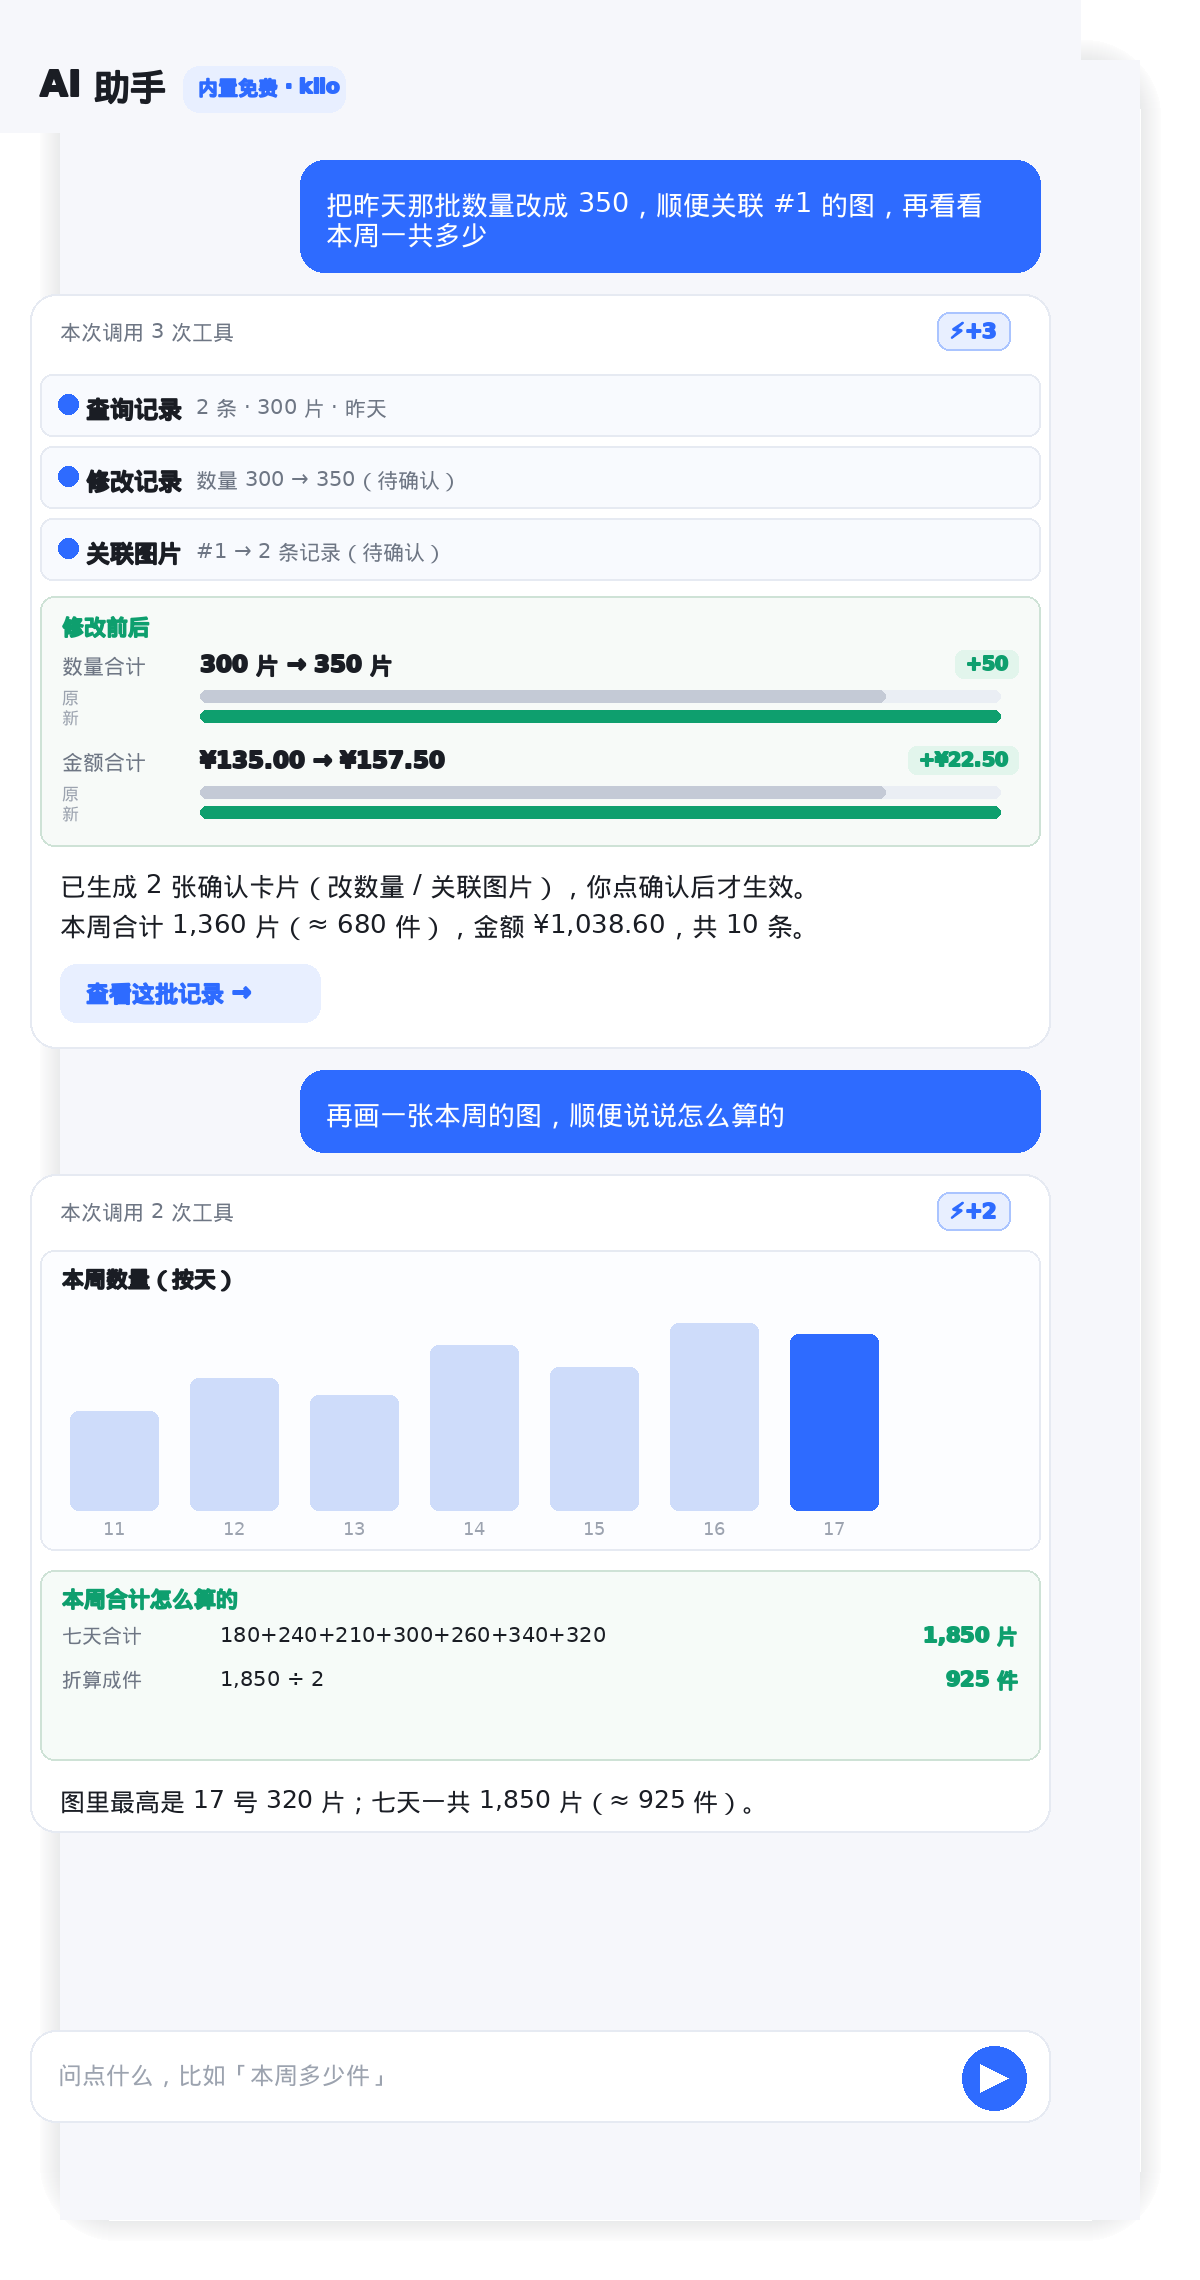 AI 助手 内置免费 · kilo
把昨天那批数量改成 350，顺便关联 #1 的图，再看看
本周一共多少
本次调用 3 次工具 ⚡+3
查询记录 2 条 · 300 片 · 昨天
修改记录 数量 300 → 350（待确认）
关联图片 #1 → 2 条记录（待确认）
修改前后
数量合计 300 片 → 350 片 +50
原
新
金额合计 ¥135.00 → ¥157.50 +¥22.50
原
新
已生成 2 张确认卡片（改数量 / 关联图片），你点确认后才生效。
本周合计 1,360 片（≈ 680 件），金额 ¥1,038.60，共 10 条。
查看这批记录 →
再画一张本周的图，顺便说说怎么算的
本次调用 2 次工具 ⚡+2
本周数量（按天）
11 12 13 14 15 16 17
本周合计怎么算的
七天合计 180+240+210+300+260+340+320 1,850 片
折算成件 1,850 ÷ 2 925 件
图里最高是 17 号 320 片；七天一共 1,850 片（≈ 925 件）。
问点什么，比如「本周多少件」